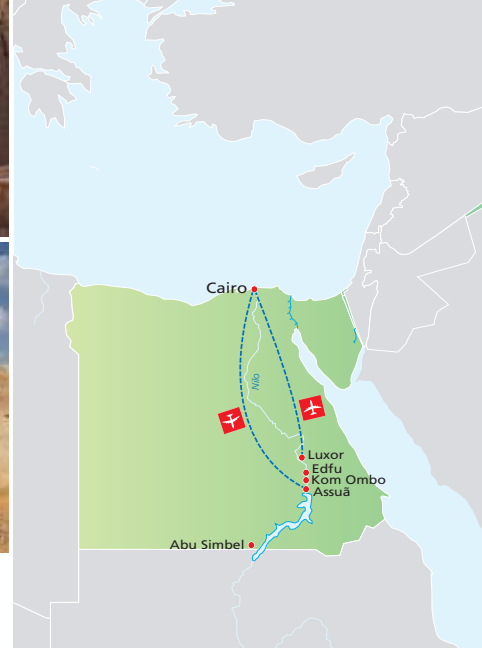 Cairo
Nilo
Luxor
Edfu
Kom Ombo
Assuã
Abu Simbel